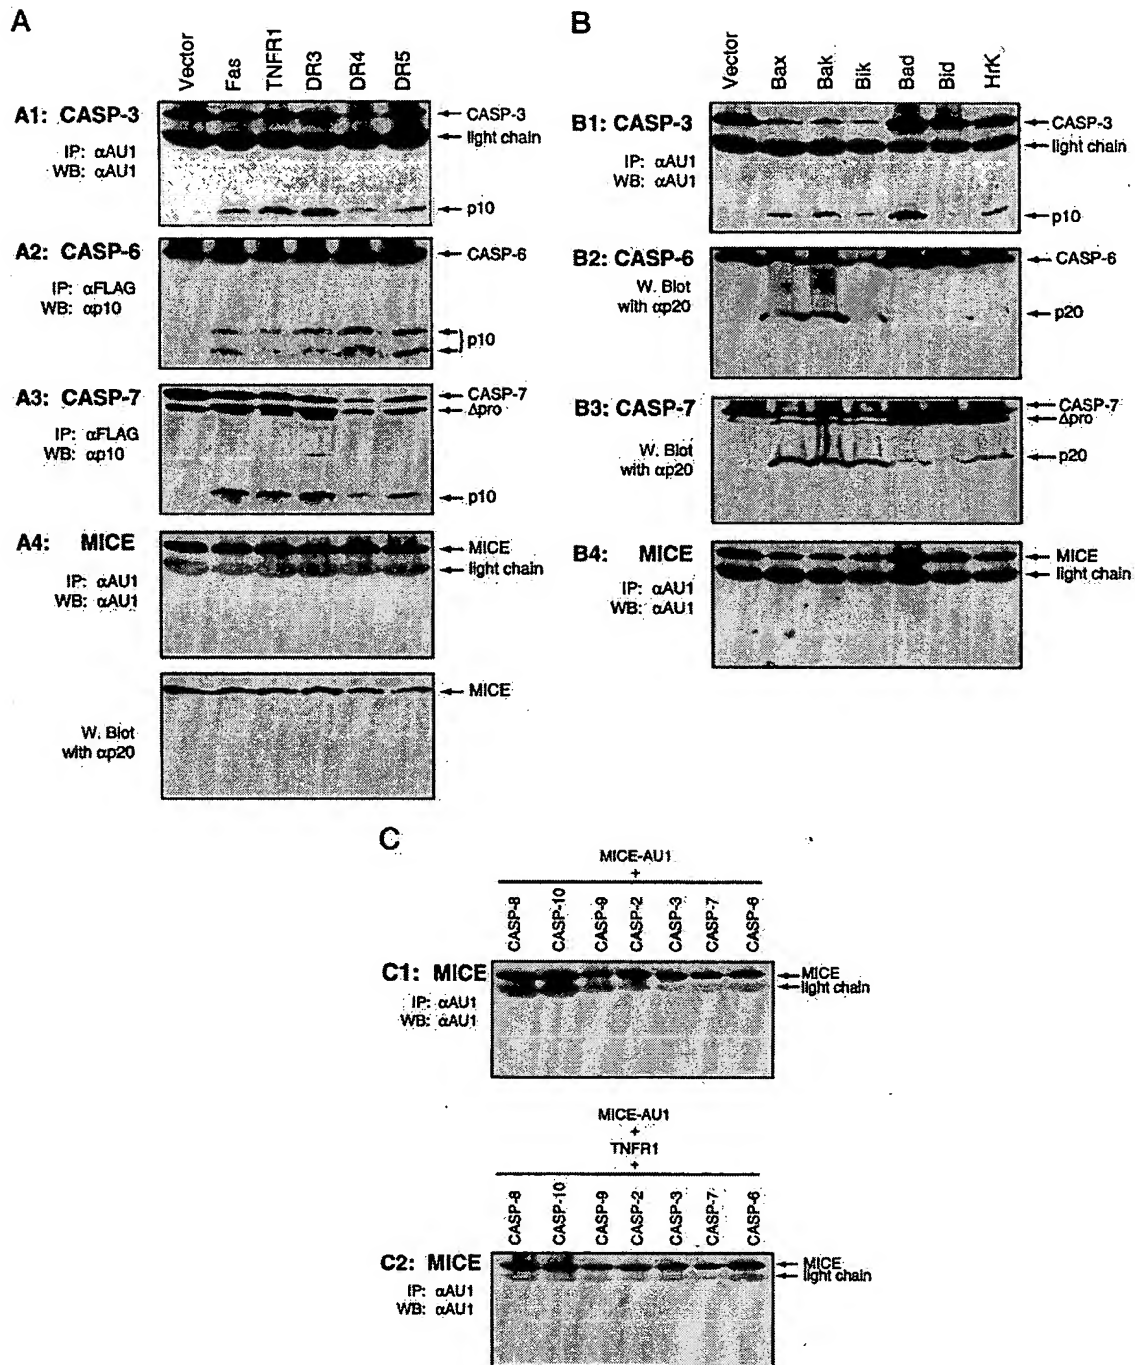 A
Vector Fas TNFR1 DR3 DR4 DR5
A1: CASP-3
IP: αAU1
WB: αAU1
CASP-3
light chain
p10
A2: CASP-6
IP: αFLAG
WB: αp10
CASP-6
p10
A3: CASP-7
IP: αFLAG
WB: αp10
CASP-7
Δpro
p10
A4: MICE
IP: αAU1
WB: αAU1
MICE
light chain
W. Blot
with αp20
MICE
B
Vector Bax Bak Bik Bad Bid HrK
B1: CASP-3
IP: αAU1
WB: αAU1
CASP-3
light chain
p10
B2: CASP-6
W. Blot
with αp20
CASP-6
p20
B3: CASP-7
W. Blot
with αp20
CASP-7
Δpro
p20
B4: MICE
IP: αAU1
WB: αAU1
MICE
light chain
C
MICE-AU1
+
CASP-8 CASP-10 CASP-9 CASP-2 CASP-3 CASP-7 CASP-6
C1: MICE
IP: αAU1
WB: αAU1
MICE
light chain
MICE-AU1
+
TNFR1
+
CASP-8 CASP-10 CASP-9 CASP-2 CASP-3 CASP-7 CASP-6
C2: MICE
IP: αAU1
WB: αAU1
MICE
light chain